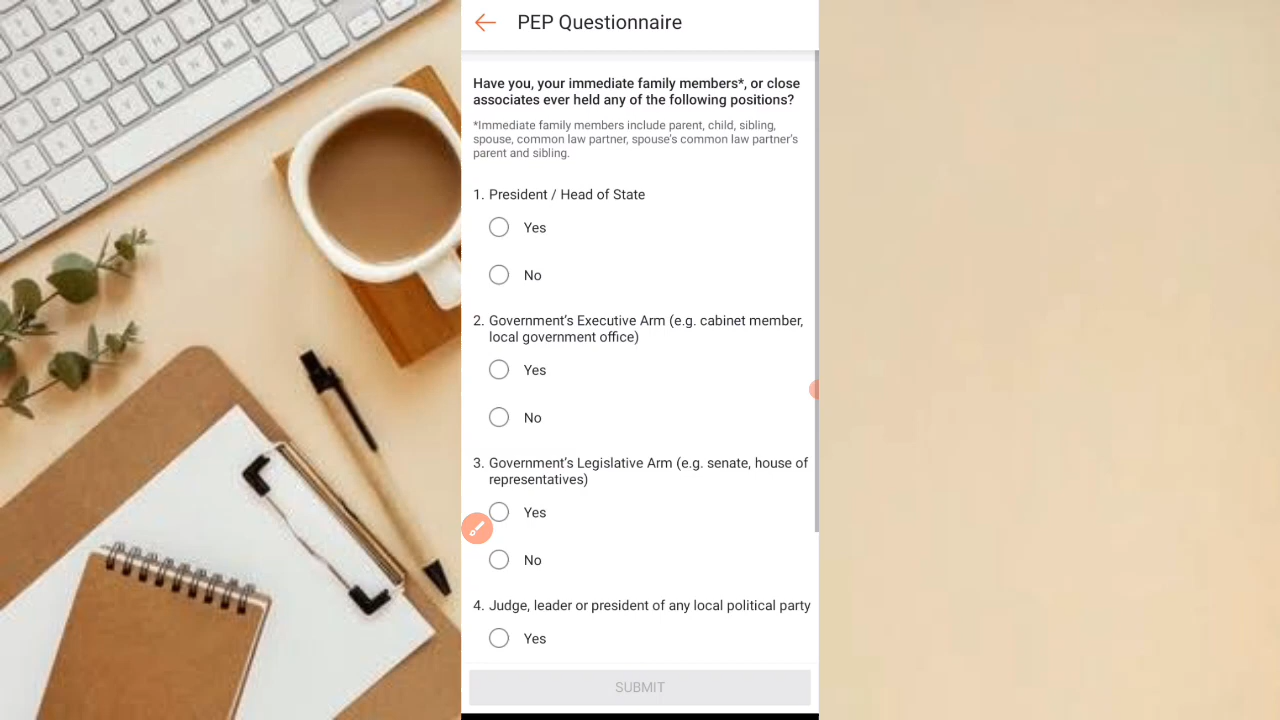 PEP Questionnaire
Have you, your immediate family members*, or close
associates ever held any of the following positions?
*Immediate family members include parent, child, sibling,
spouse, common law partner, spouse's common law partner's
parent and sibling.
1. President / Head of State
Yes
No
2. Government's Executive Arm (e.g. cabinet member,
local government office)
Yes
No
3. Government's Legislative Arm (e.g. senate, house of
representatives)
Yes
No
4. Judge, leader or president of any local political party
Yes
SUBMIT